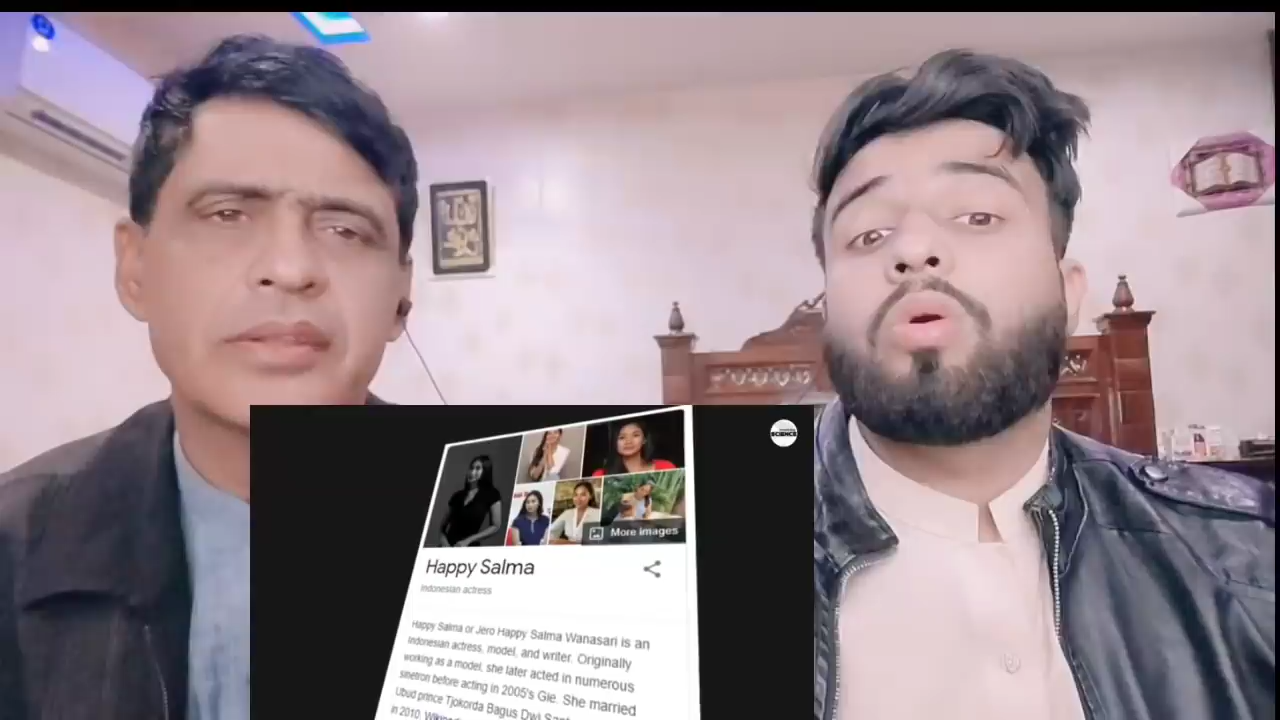 SCIENCE
More images
Happy Salma
Indonesian actress
Happy Salma or Jero Happy Salma Wanasari is an
Indonesian actress, model, and writer. Originally
working as a model, she later acted in numerous
sinetron before acting in 2005's Gie. She married
Ubud prince Tjokorda Bagus Dwi
in 2010.